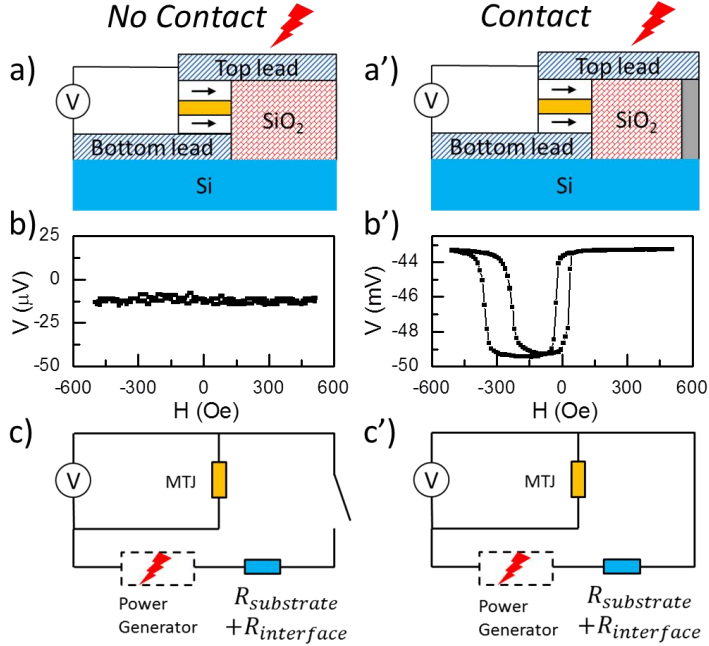 No Contact
Contact
a)
Top lead
V
SiO2
Bottom lead
Si
a')
Top lead
V
SiO2
Bottom lead
Si
b)
25
0
-25
-50
V (μV)
-600 -300 0 300 600
H (Oe)
b')
-44
-46
-48
-50
V (mV)
-600 -300 0 300 600
H (Oe)
c)
V
MTJ
Power
Generator
R_substrate
+R_interface
c')
V
MTJ
Power
Generator
R_substrate
+R_interface